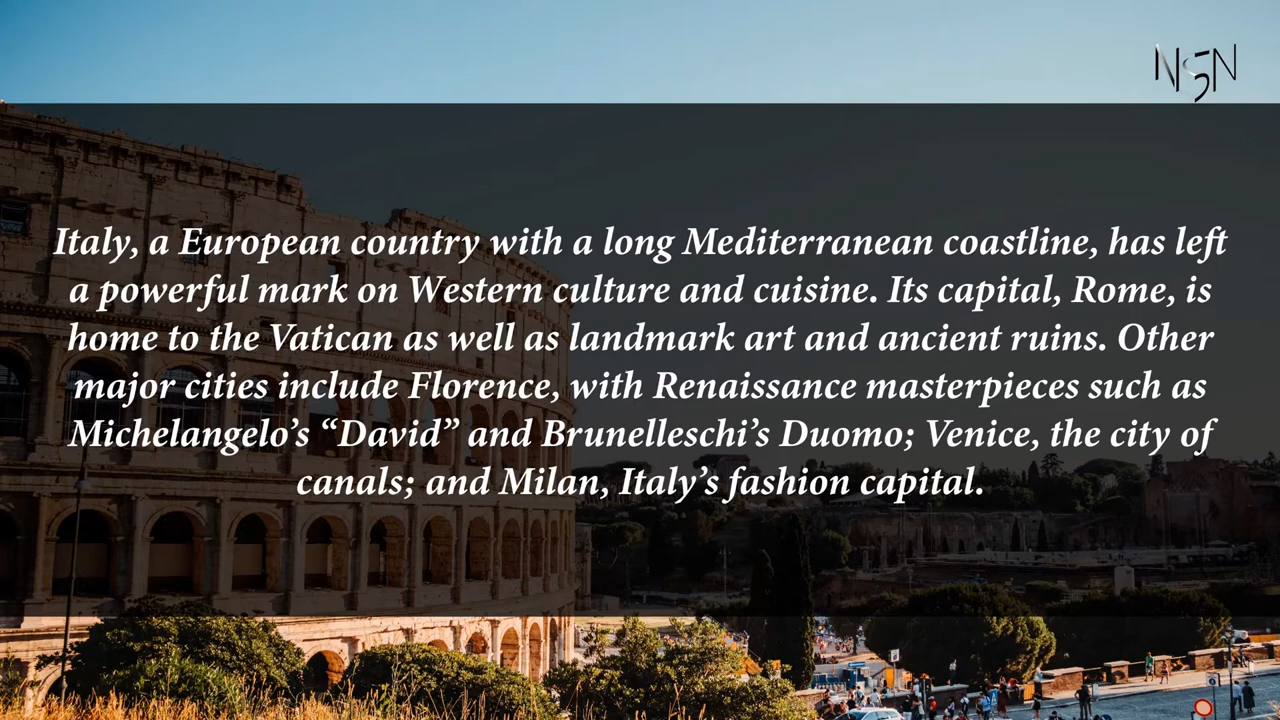 NSN
Italy, a European country with a long Mediterranean coastline, has left
a powerful mark on Western culture and cuisine. Its capital, Rome, is
home to the Vatican as well as landmark art and ancient ruins. Other
major cities include Florence, with Renaissance masterpieces such as
Michelangelo’s “David” and Brunelleschi’s Duomo; Venice, the city of
canals; and Milan, Italy’s fashion capital.